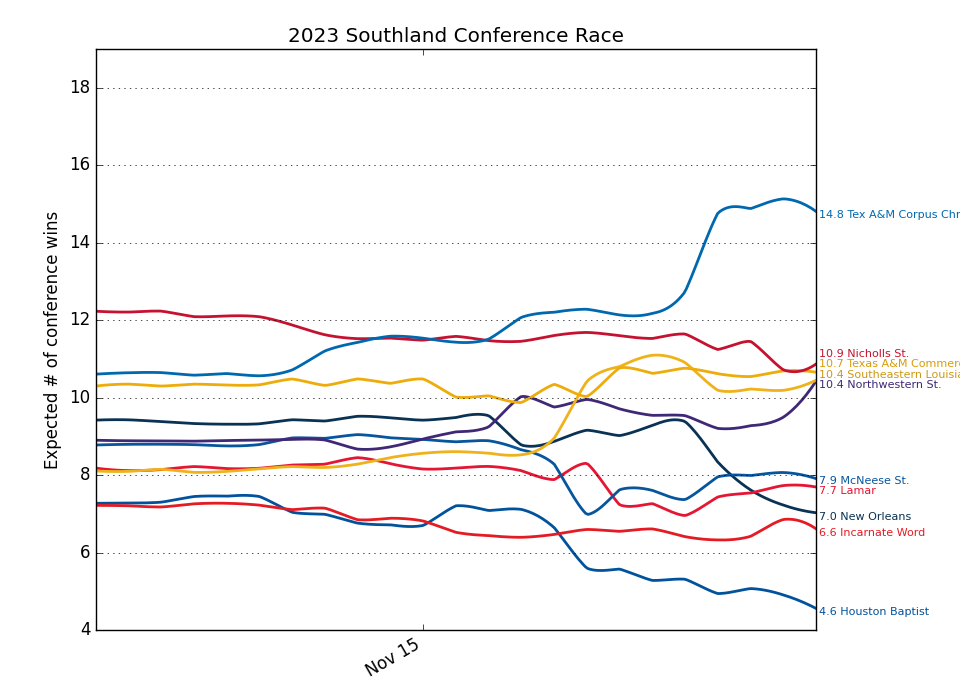 2023 Southland Conference Race
Expected # of conference wins
18
16
14
12
10
8
6
4
Nov 15
14.8 Tex A&M Corpus Chr
10.9 Nicholls St.
10.7 Texas A&M Commerc
10.4 Southeastern Louisia
10.4 Northwestern St.
7.9 McNeese St.
7.7 Lamar
7.0 New Orleans
6.6 Incarnate Word
4.6 Houston Baptist